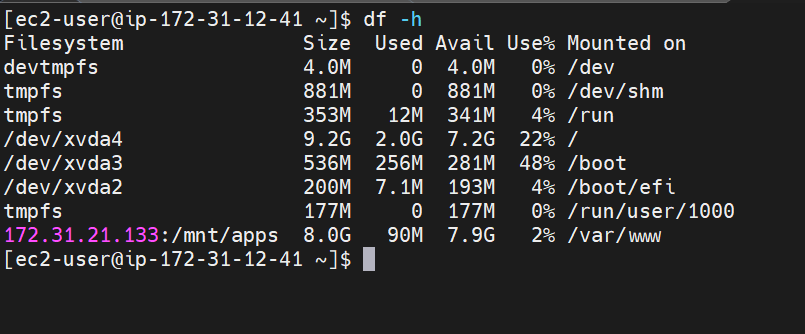 [ec2-user@ip-172-31-12-41 ~]$ df -h
Filesystem                Size  Used Avail Use% Mounted on
devtmpfs                  4.0M     0  4.0M   0% /dev
tmpfs                     881M     0  881M   0% /dev/shm
tmpfs                     353M   12M  341M   4% /run
/dev/xvda4                9.2G  2.0G  7.2G  22% /
/dev/xvda3                536M  256M  281M  48% /boot
/dev/xvda2                200M  7.1M  193M   4% /boot/efi
tmpfs                     177M     0  177M   0% /run/user/1000
172.31.21.133:/mnt/apps   8.0G   90M  7.9G   2% /var/www
[ec2-user@ip-172-31-12-41 ~]$